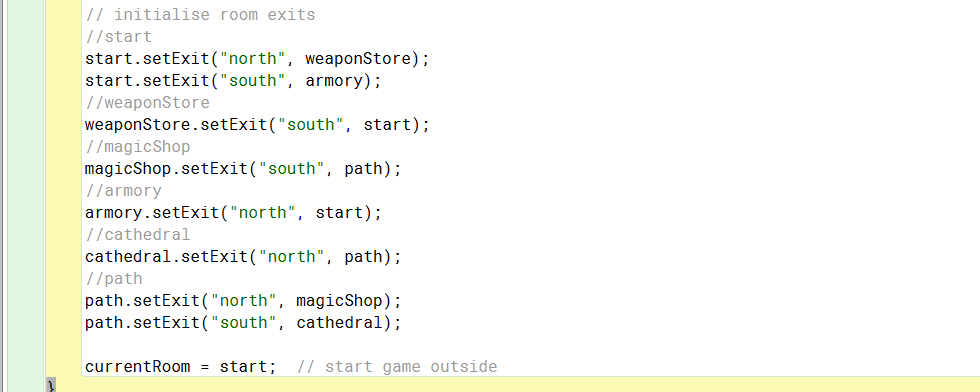 // initialise room exits
//start
start.setExit("north", weaponStore);
start.setExit("south", armory);
//weaponStore
weaponStore.setExit("south", start);
//magicShop
magicShop.setExit("south", path);
//armory
armory.setExit("north", start);
//cathedral
cathedral.setExit("north", path);
//path
path.setExit("north", magicShop);
path.setExit("south", cathedral);
currentRoom = start;  // start game outside
}